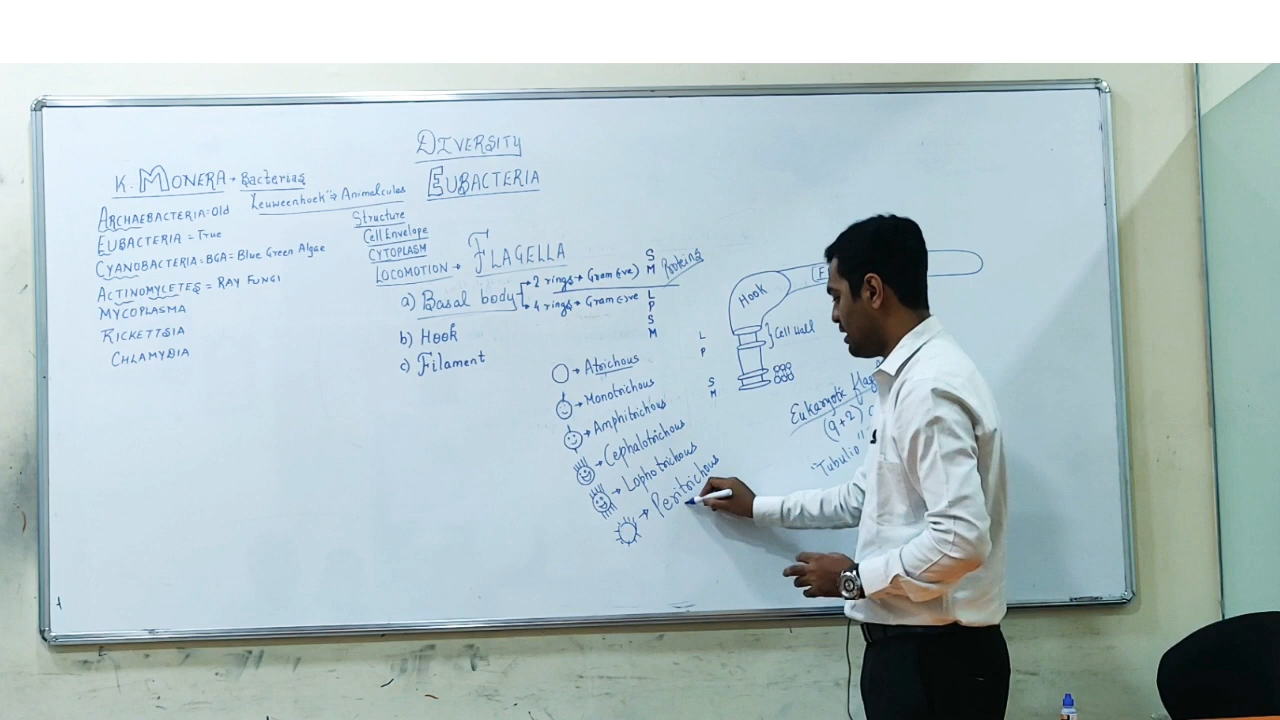 DIVERSITY
K. MONERA → Bacterias
EUBACTERIA
Leuweenhoek" → Animalcules
ARCHAEBACTERIA = Old
EUBACTERIA = True
CYANOBACTERIA = BGA = Blue Green Algae
ACTINOMYLETES = RAY FUNGI
MYCOPLASMA
RICKETTSIA
CHLAMYDIA
Structure
Cell Envelope
CYTOPLASM
LOCOMOTION → FLAGELLA
a) Basal body
→ 2 rings → Gram (+ve)
S
M
Proteins
→ 4 rings → Gram (-ve
L
P
S
M
b) Hook
c) Filament
→ Atrichous
→ Monotrichous
→ Amphitrichous
→ Cephalotrichous
→ Lophotrichous
→ Peritrichous
L
P
S
M
Hook
F
Cell Wall
Eukaryotic flag
(9+2)
"Tubulin"